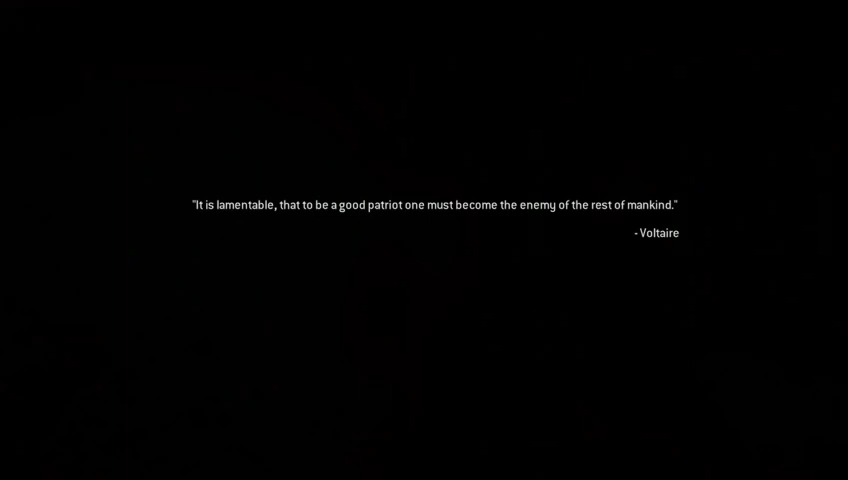 "It is lamentable, that to be a good patriot one must become the enemy of the rest of mankind."
- Voltaire